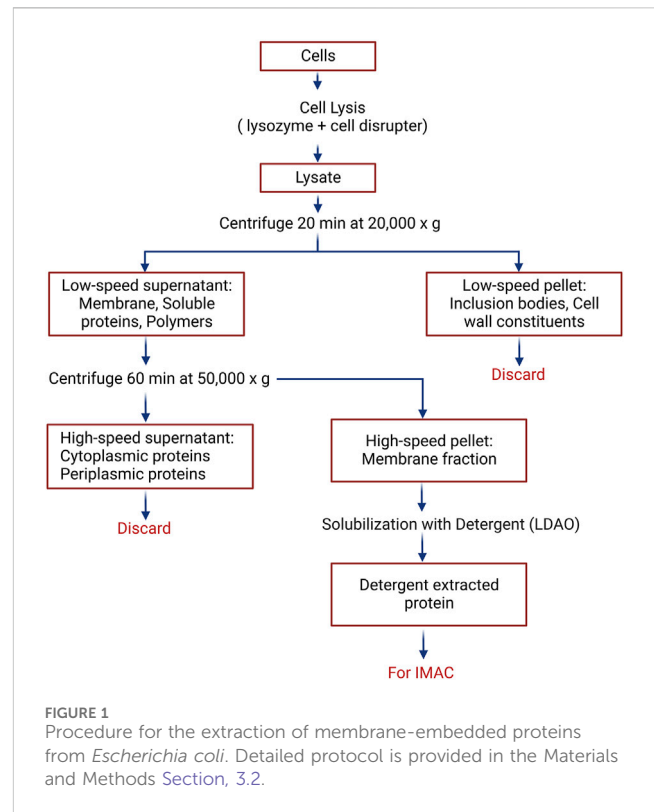 Cells
Cell Lysis
( lysozyme + cell disrupter)
Lysate
Centrifuge 20 min at 20,000 x g
Low-speed supernatant:
Membrane, Soluble
proteins, Polymers
Low-speed pellet:
Inclusion bodies, Cell
wall constituents
Discard
Centrifuge 60 min at 50,000 x g
High-speed supernatant:
Cytoplasmic proteins
Periplasmic proteins
High-speed pellet:
Membrane fraction
Discard
Solubilization with Detergent (LDAO)
Detergent extracted
protein
For IMAC
FIGURE 1
Procedure for the extraction of membrane-embedded proteins
from Escherichia coli. Detailed protocol is provided in the Materials
and Methods Section, 3.2.